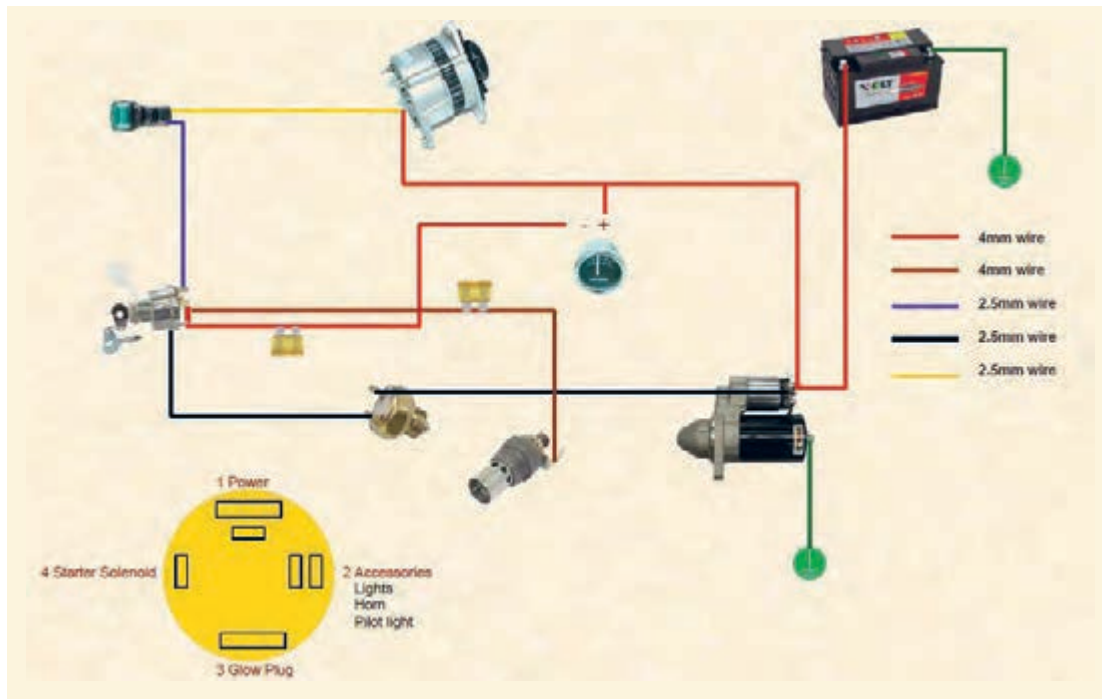 - +
4mm wire
4mm wire
2.5mm wire
2.5mm wire
2.5mm wire
1 Power
4 Starter Solenoid
2 Accessories
Lights
Horn
Pilot light
3 Glow Plug